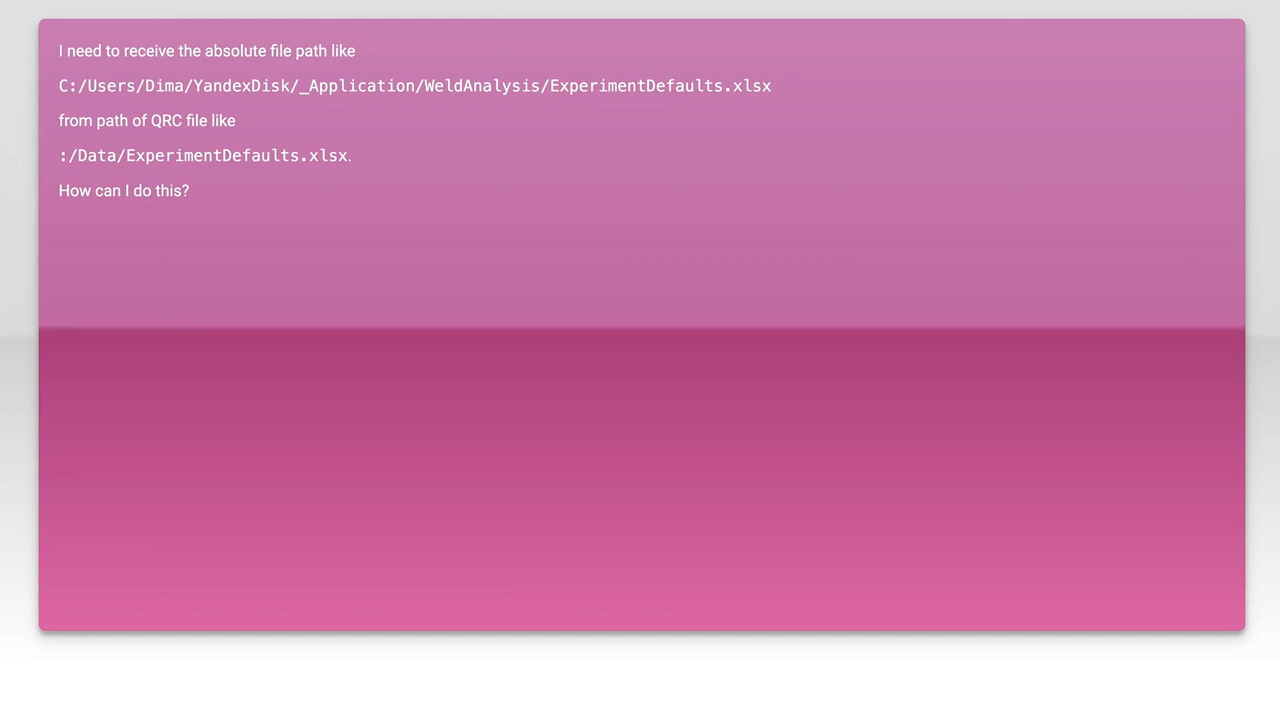 I need to receive the absolute file path like
C:/Users/Dima/YandexDisk/_Application/WeldAnalysis/ExperimentDefaults.xlsx
from path of QRC file like
:/Data/ExperimentDefaults.xlsx.
How can I do this?